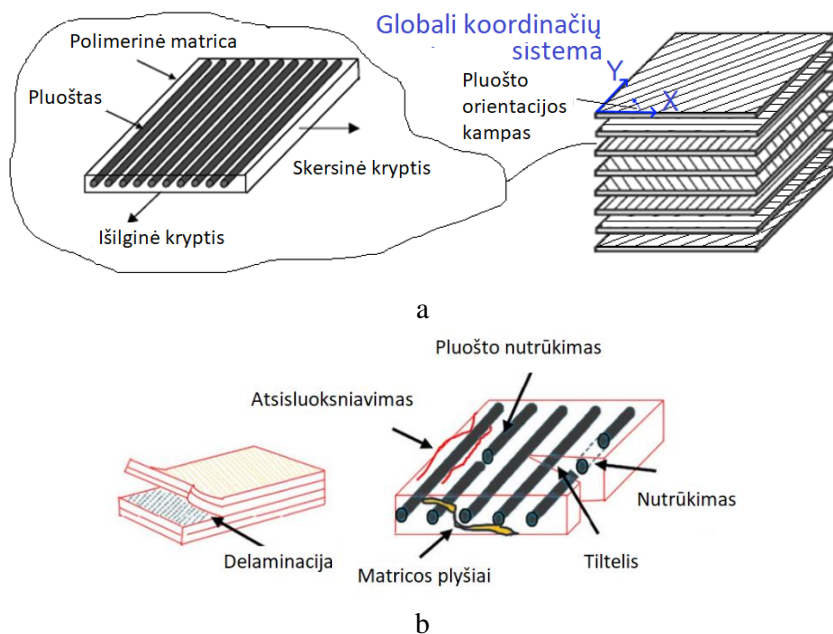 Polimerinė matrica
Pluoštas
Skersinė kryptis
Išilginė kryptis
Globali koordinačių
sistema
Pluošto
orientacijos
kampas
Y
X
a
Pluošto nutrūkimas
Atsisluoksniavimas
Nutrūkimas
Delaminacija
Matricos plyšiai
Tiltelis
b